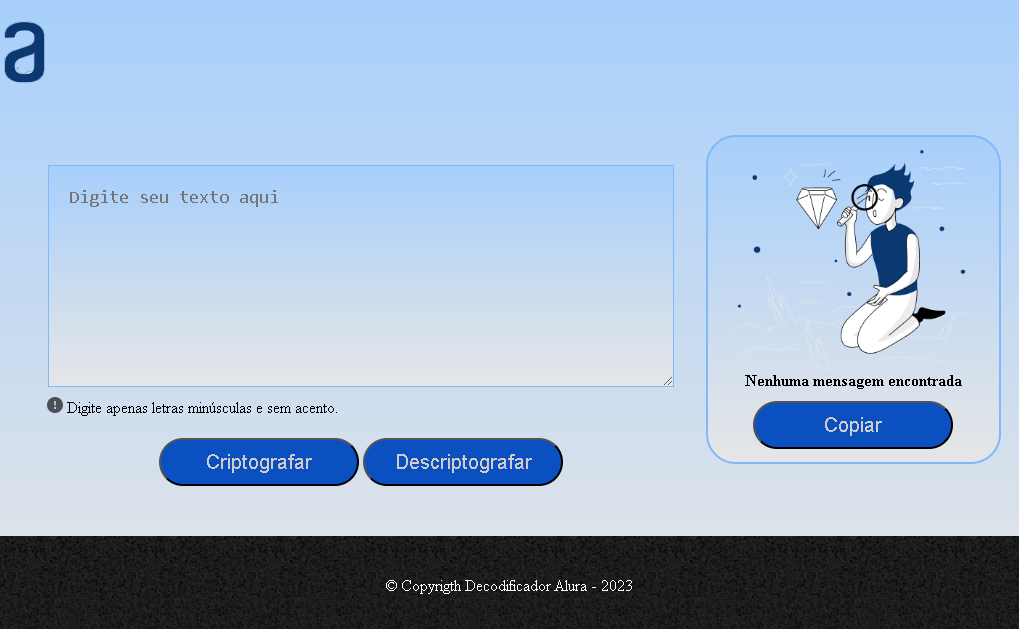 a
Digite seu texto aqui
Digite apenas letras minúsculas e sem acento.
Criptografar
Descriptografar
Nenhuma mensagem encontrada
Copiar
© Copyrigth Decodificador Alura - 2023